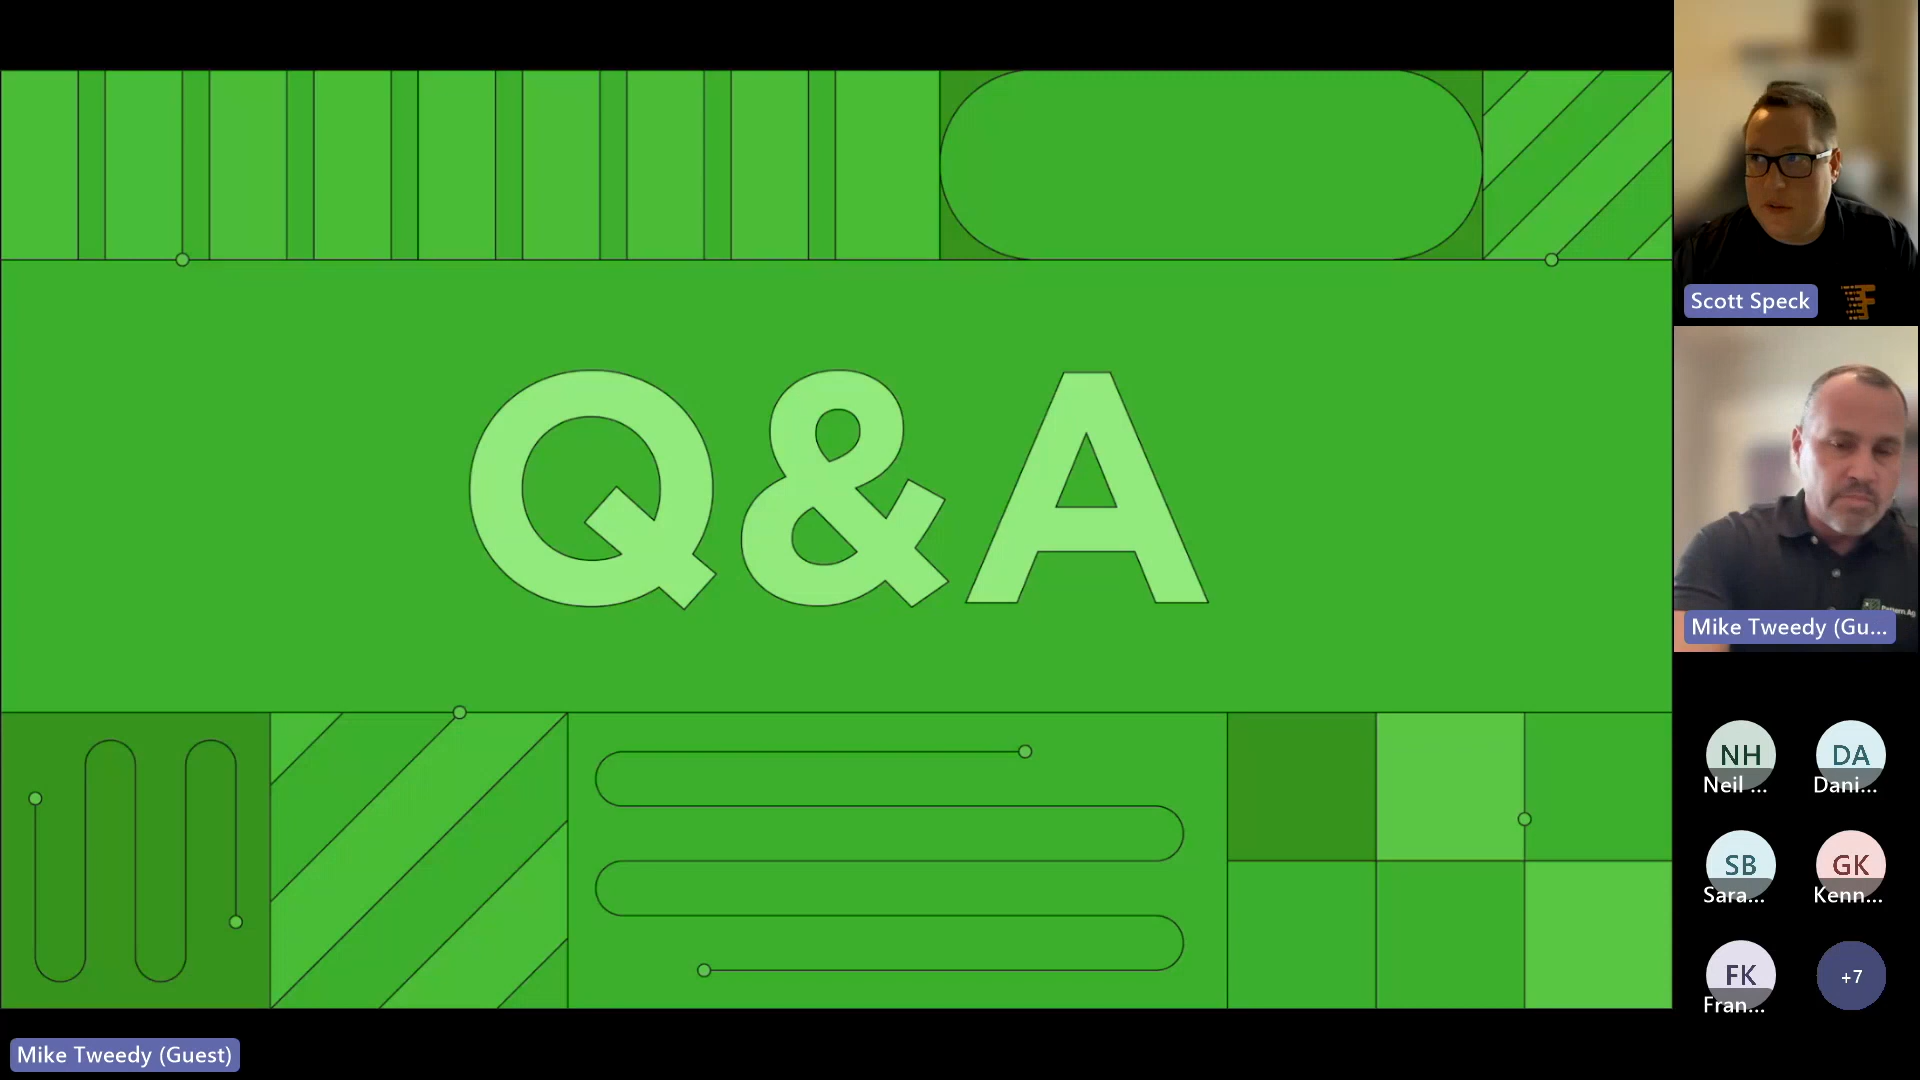 Q&A
Scott Speck
Mike Tweedy (Gu...
NH
Neil ...
DA
Dani...
SB
Sara...
GK
Kenn...
FK
Fran...
+7
Mike Tweedy (Guest)